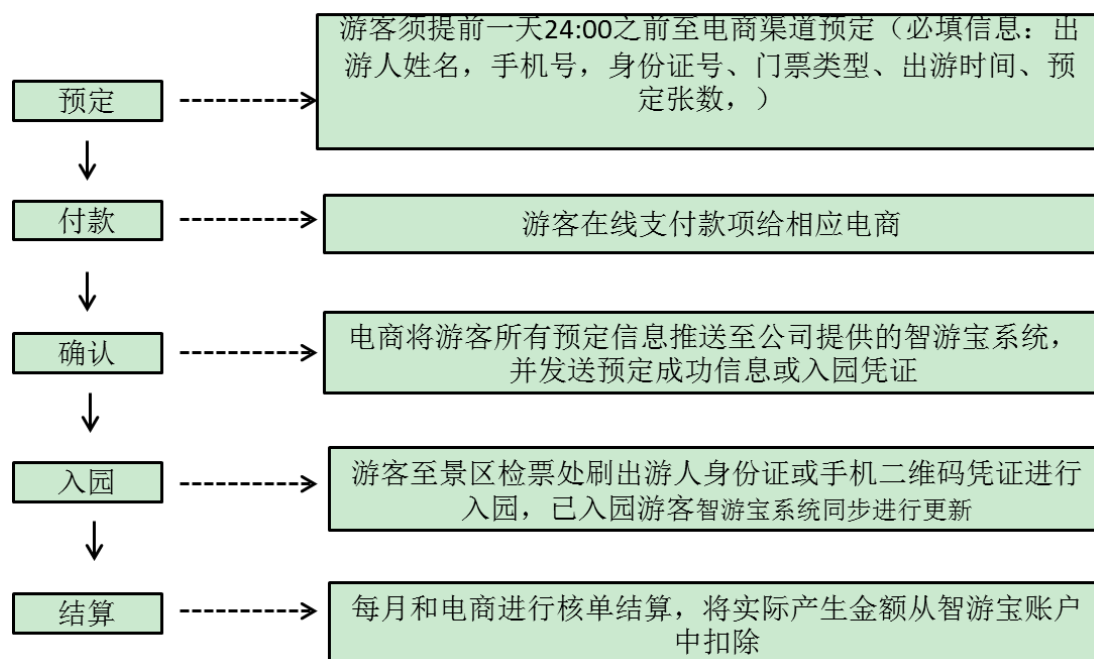 预定
游客须提前一天24:00之前至电商渠道预定（必填信息：出
游人姓名，手机号，身份证号、门票类型、出游时间、预
定张数，）
付款
游客在线支付款项给相应电商
确认
电商将游客所有预定信息推送至公司提供的智游宝系统，
并发送预定成功信息或入园凭证
入园
游客至景区检票处刷出游人身份证或手机二维码凭证进行
入园，已入园游客智游宝系统同步进行更新
结算
每月和电商进行核单结算，将实际产生金额从智游宝账户
中扣除